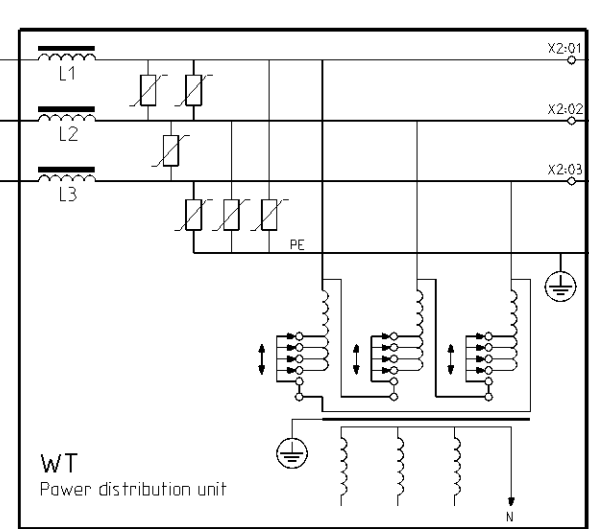 X2:01
L1
X2:02
L2
X2:03
L3
PE
WT
Power distribution unit
N